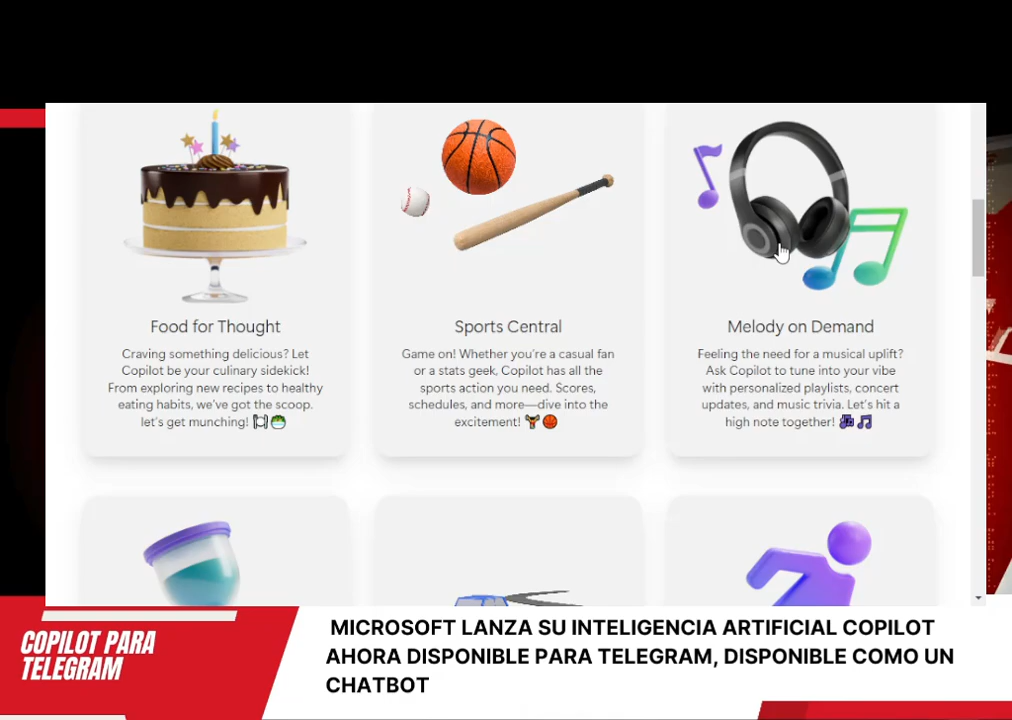 Food for Thought
Craving something delicious? Let
Copilot be your culinary sidekick!
From exploring new recipes to healthy
eating habits, we've got the scoop.
let's get munching! 🍽️🥗
Sports Central
Game on! Whether you're a casual fan
or a stats geek, Copilot has all the
sports action you need. Scores,
schedules, and more—dive into the
excitement! 🏋️🏀
Melody on Demand
Feeling the need for a musical uplift?
Ask Copilot to tune into your vibe
with personalized playlists, concert
updates, and music trivia. Let's hit a
high note together! 🎶🎵
COPILOT PARA
TELEGRAM
MICROSOFT LANZA SU INTELIGENCIA ARTIFICIAL COPILOT
AHORA DISPONIBLE PARA TELEGRAM, DISPONIBLE COMO UN
CHATBOT